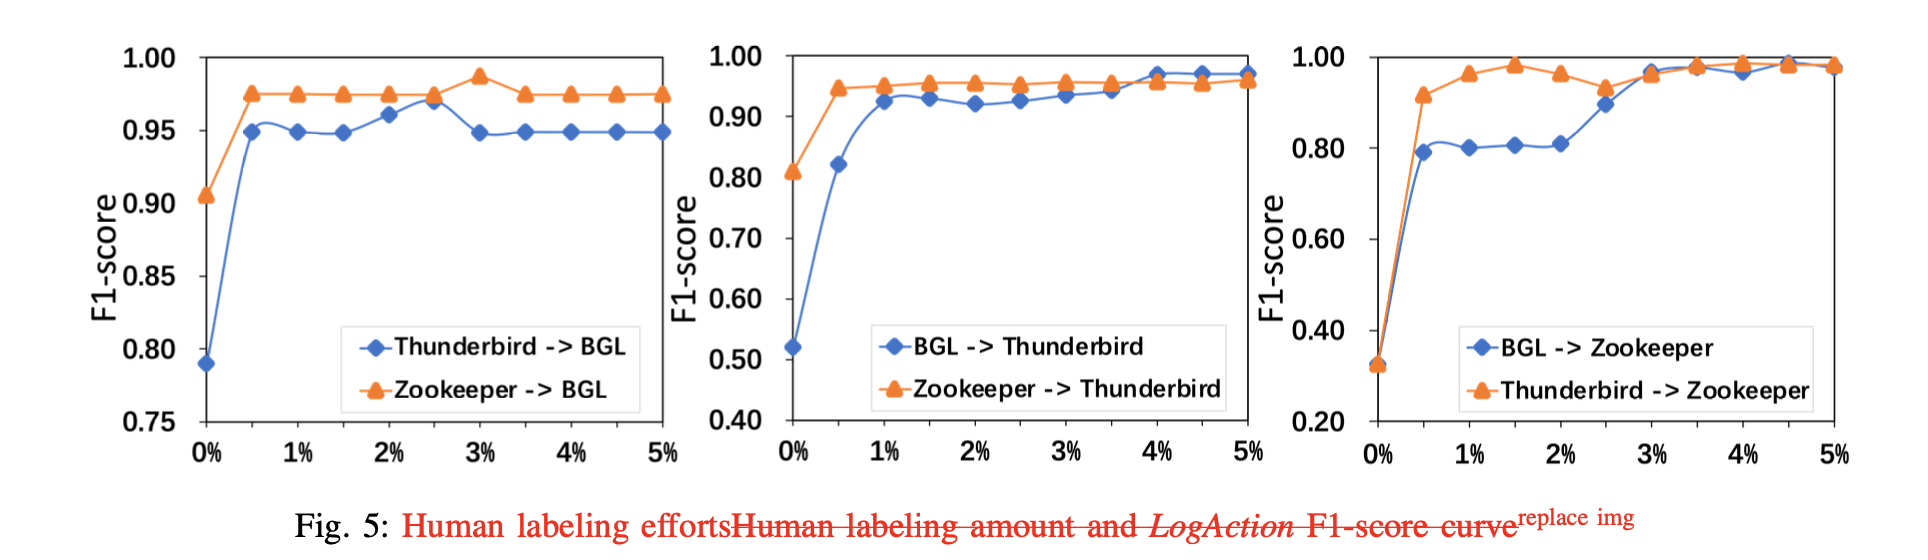 1.00
0.95
0.90
0.85
0.80
0.75
F1-score
0% 1% 2% 3% 4% 5%
Thunderbird -> BGL
Zookeeper -> BGL
1.00
0.90
0.80
0.70
0.60
0.50
0.40
F1-score
0% 1% 2% 3% 4% 5%
BGL -> Thunderbird
Zookeeper -> Thunderbird
1.00
0.80
0.60
0.40
0.20
F1-score
0% 1% 2% 3% 4% 5%
BGL -> Zookeeper
Thunderbird -> Zookeeper
Fig. 5: Human labeling effortsHuman labeling amount and LogAction F1-score curvereplace img